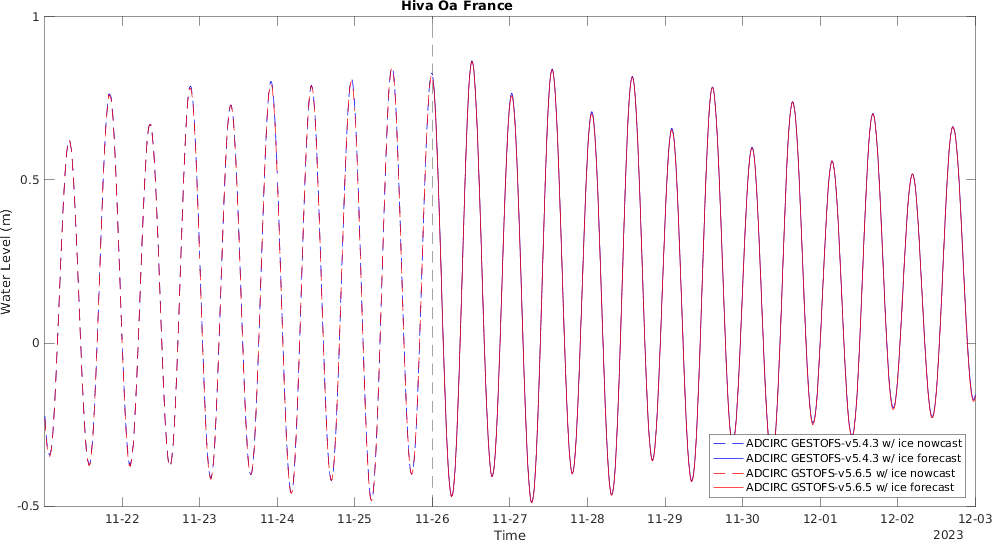 Hiva Oa France
1
0.5
0
-0.5
Water Level (m)
ADCIRC GESTOFS-v5.4.3 w/ ice nowcast
ADCIRC GESTOFS-v5.4.3 w/ ice forecast
ADCIRC GSTOFS-v5.6.5 w/ ice nowcast
ADCIRC GSTOFS-v5.6.5 w/ ice forecast
11-22 11-23 11-24 11-25 11-26 11-27 11-28 11-29 11-30 12-01 12-02 12-03
Time
2023